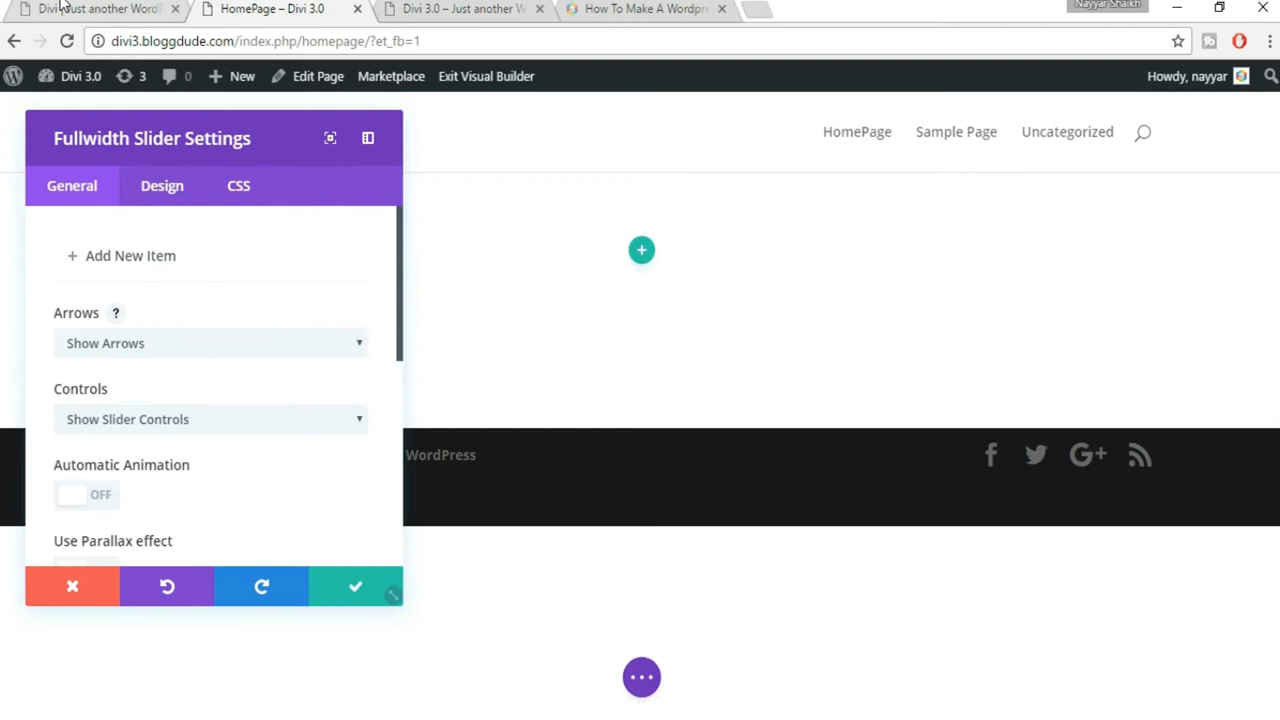 Divi Just another WordP
HomePage – Divi 3.0
Divi 3.0 – Just another W
How To Make A Wordpre
Nayyar Shaikh
divi3.bloggdude.com/index.php/homepage/?et_fb=1
Divi 3.0
3
0
New
Edit Page
Marketplace
Exit Visual Builder
Howdy, nayyar
Fullwidth Slider Settings
HomePage
Sample Page
Uncategorized
General
Design
CSS
+ Add New Item
Arrows ?
Show Arrows
Controls
Show Slider Controls
WordPress
Automatic Animation
OFF
Use Parallax effect